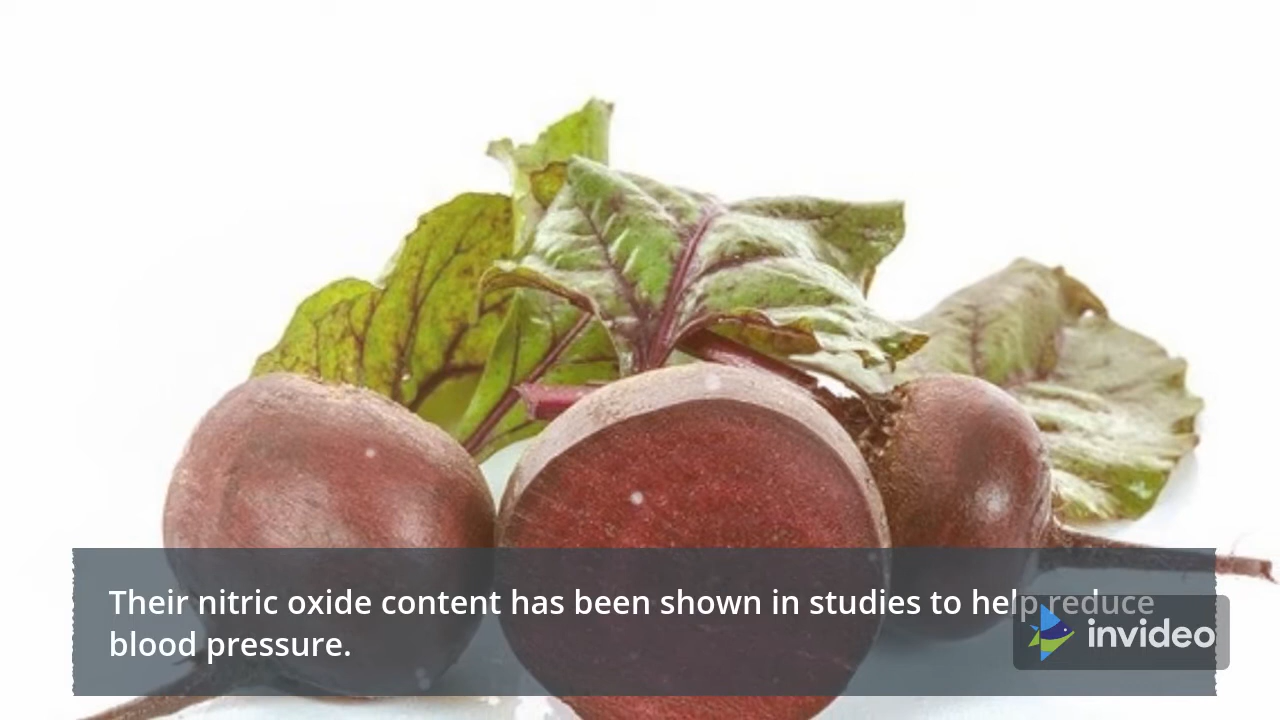 Their nitric oxide content has been shown in studies to help reduce
blood pressure.
invideo